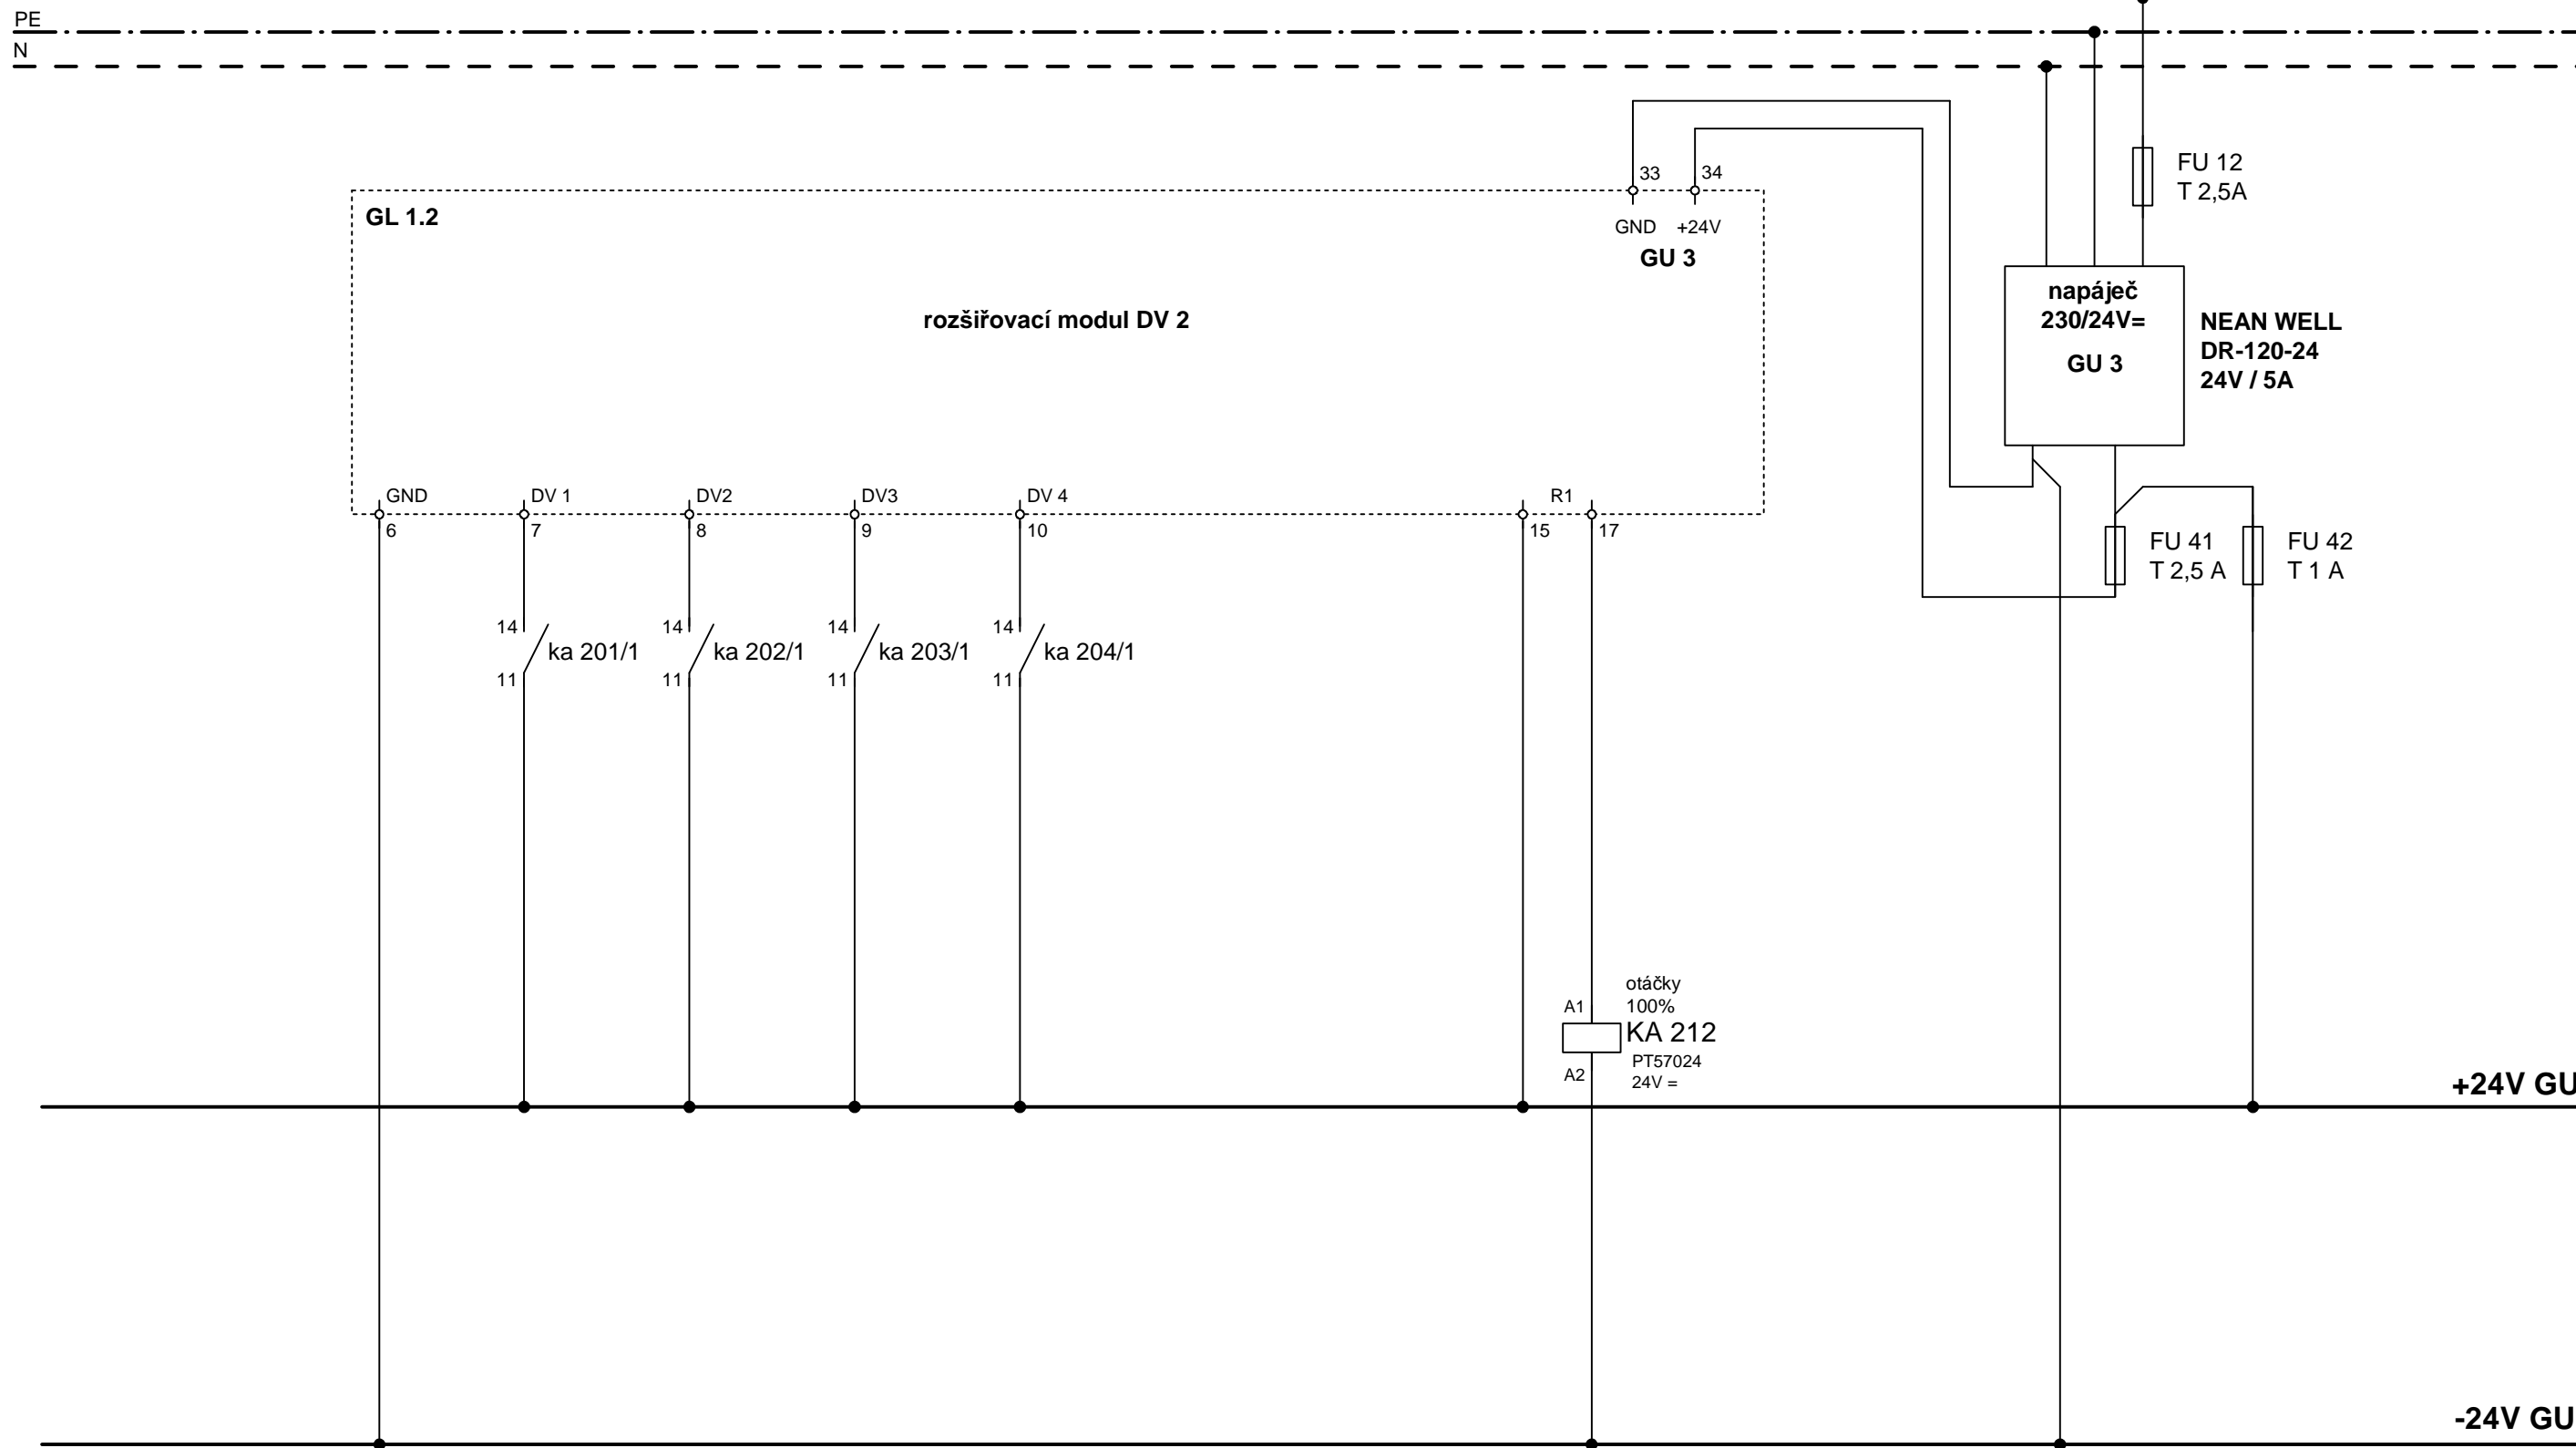 PE
N
FU 12
T 2,5A
33
34
GL 1.2
GND
+24V
GU 3
rozšiřovací modul DV 2
napáječ
230/24V=
GU 3
NEAN WELL
DR-120-24
24V / 5A
GND
DV 1
DV2
DV3
DV 4
R1
6
7
8
9
10
15
17
FU 41
T 2,5 A
FU 42
T 1 A
14
ka 201/1
11
14
ka 202/1
11
14
ka 203/1
11
14
ka 204/1
11
otáčky
100%
A1
KA 212
PT57024
A2
24V =
+24V GU
-24V GU